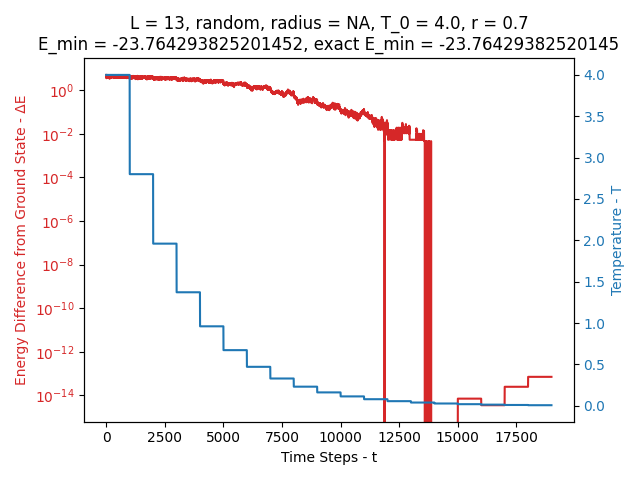 L = 13, random, radius = NA, T_0 = 4.0, r = 0.7
E_min = -23.764293825201452, exact E_min = -23.76429382520145
Energy Difference from Ground State - ΔE
10⁰
10⁻²
10⁻⁴
10⁻⁶
10⁻⁸
10⁻¹⁰
10⁻¹²
10⁻¹⁴
4.0
3.5
3.0
2.5
2.0
1.5
1.0
0.5
0.0
Temperature - T
0 2500 5000 7500 10000 12500 15000 17500
Time Steps - t